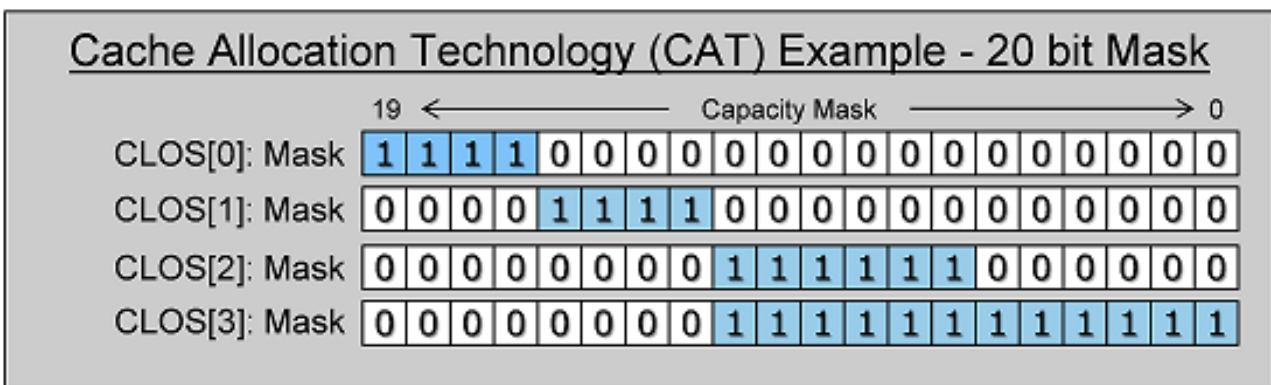 Cache Allocation Technology (CAT) Example - 20 bit Mask
19 ← Capacity Mask → 0
CLOS[0]: Mask 1 1 1 1 0 0 0 0 0 0 0 0 0 0 0 0 0 0 0 0
CLOS[1]: Mask 0 0 0 0 1 1 1 1 0 0 0 0 0 0 0 0 0 0 0 0
CLOS[2]: Mask 0 0 0 0 0 0 0 0 1 1 1 1 1 1 0 0 0 0 0 0
CLOS[3]: Mask 0 0 0 0 0 0 0 0 1 1 1 1 1 1 1 1 1 1 1 1